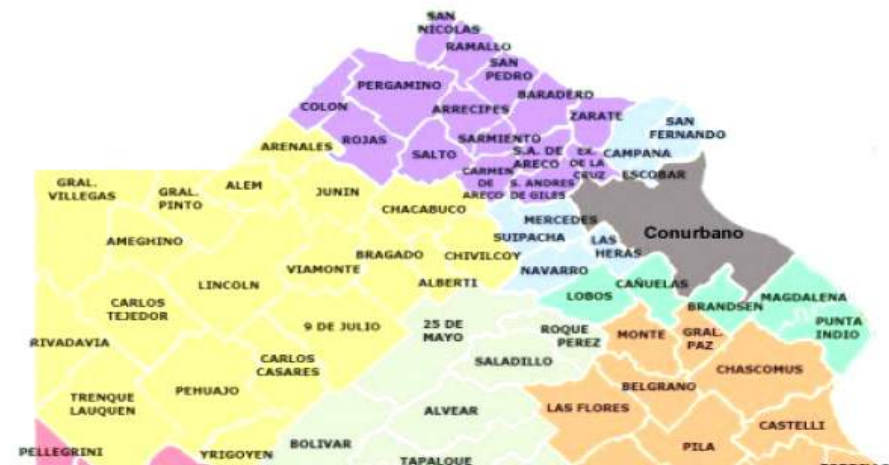 SAN
NICOLAS
RAMALLO
SAN
PEDRO
PERGAMINO
BARADERO
COLON
ARRECIFES
ZARATE
SAN
FERNANDO
ROJAS
SARMIENTO
ARENALES
SALTO
S.A. DE
ARECO
EX.
DE LA
CRUZ
CAMPANA
CARMEN
DE
ARECO
S. ANDRES
DE GILES
ESCOBAR
GRAL.
VILLEGAS
GRAL.
PINTO
ALEM
JUNIN
CHACABUCO
MERCEDES
SUIPACHA
LAS
HERAS
Conurbano
AMEGHINO
BRAGADO
CHIVILCOY
VIAMONTE
NAVARRO
LINCOLN
ALBERTI
LOBOS
CAÑUELAS
BRANDSEN
MAGDALENA
CARLOS
TEJEDOR
9 DE JULIO
25 DE
MAYO
ROQUE
PEREZ
MONTE
GRAL.
PAZ
PUNTA
INDIO
RIVADAVIA
CARLOS
CASARES
SALADILLO
CHASCOMUS
PEHUAJO
BELGRANO
TRENQUE
LAUQUEN
ALVEAR
LAS FLORES
CASTELLI
PELLEGRINI
YRIGOYEN
BOLIVAR
PILA
TAPALQUE